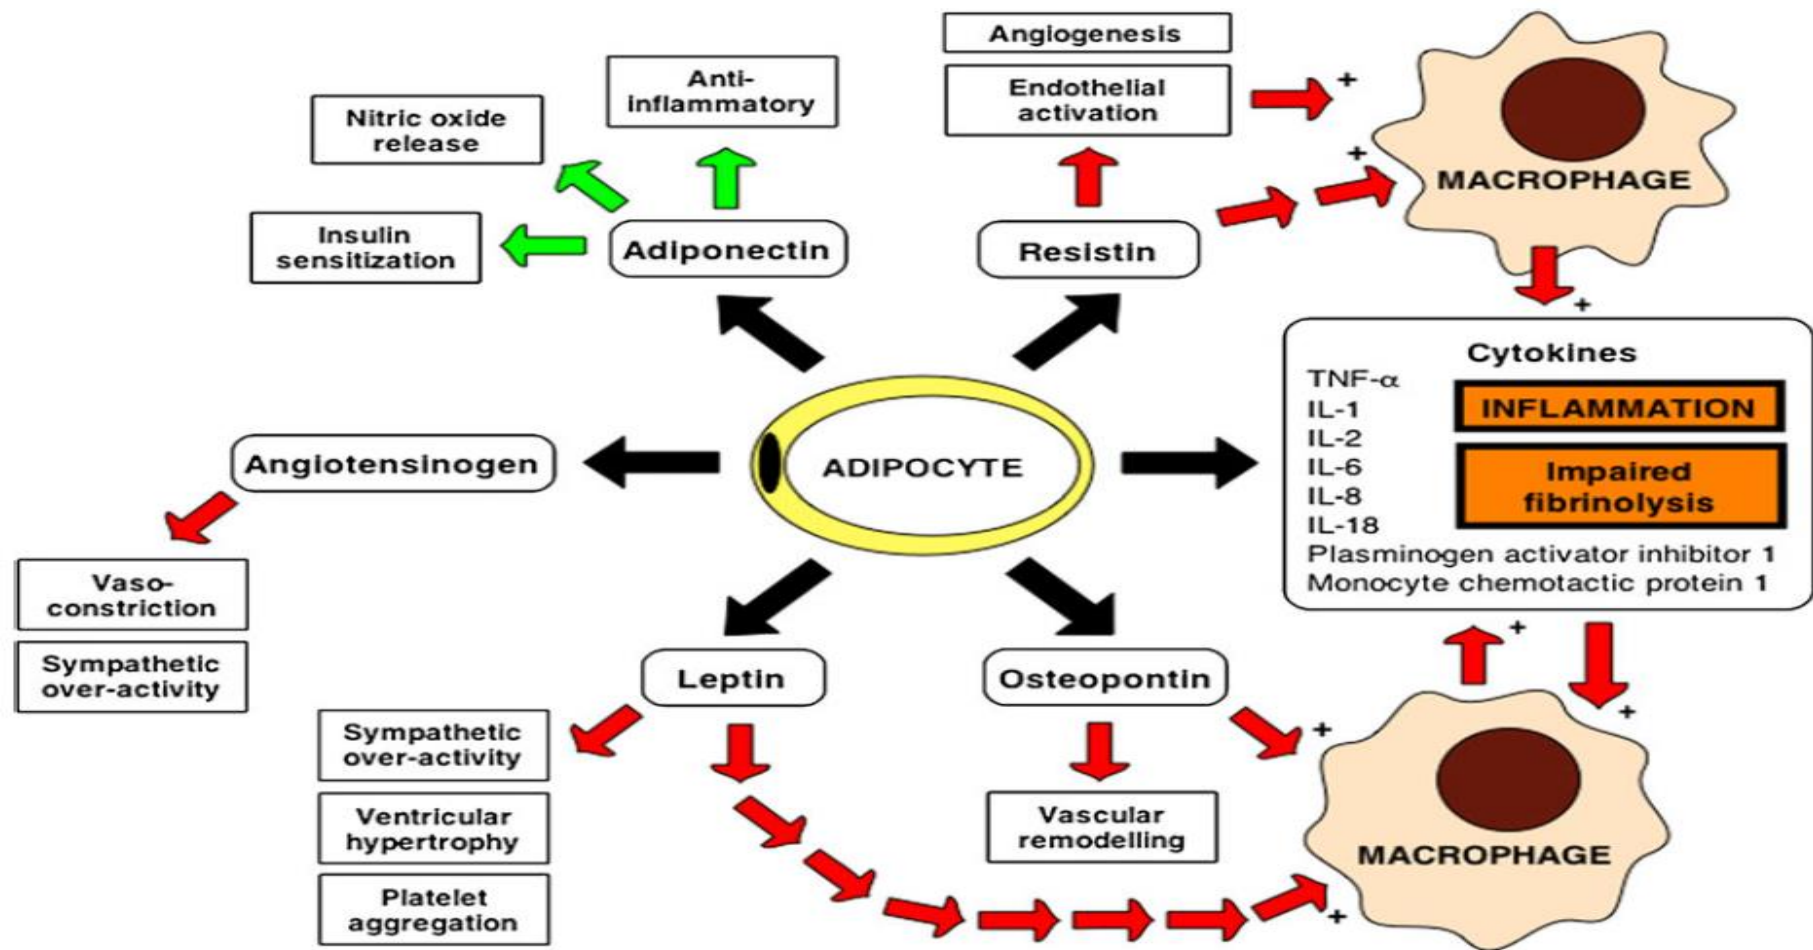 Angiogenesis
Endothelial
activation
+
Anti-
inflammatory
Nitric oxide
release
+
MACROPHAGE
Insulin
sensitization
Adiponectin
Resistin
+
Cytokines
TNF-α
IL-1
IL-2
IL-6
IL-8
IL-18
INFLAMMATION
Impaired
fibrinolysis
Plasminogen activator inhibitor 1
Monocyte chemotactic protein 1
Angiotensinogen
ADIPOCYTE
Vaso-
constriction
Sympathetic
over-activity
Leptin
Osteopontin
+
+
+
Sympathetic
over-activity
Ventricular
hypertrophy
Platelet
aggregation
Vascular
remodelling
MACROPHAGE
+